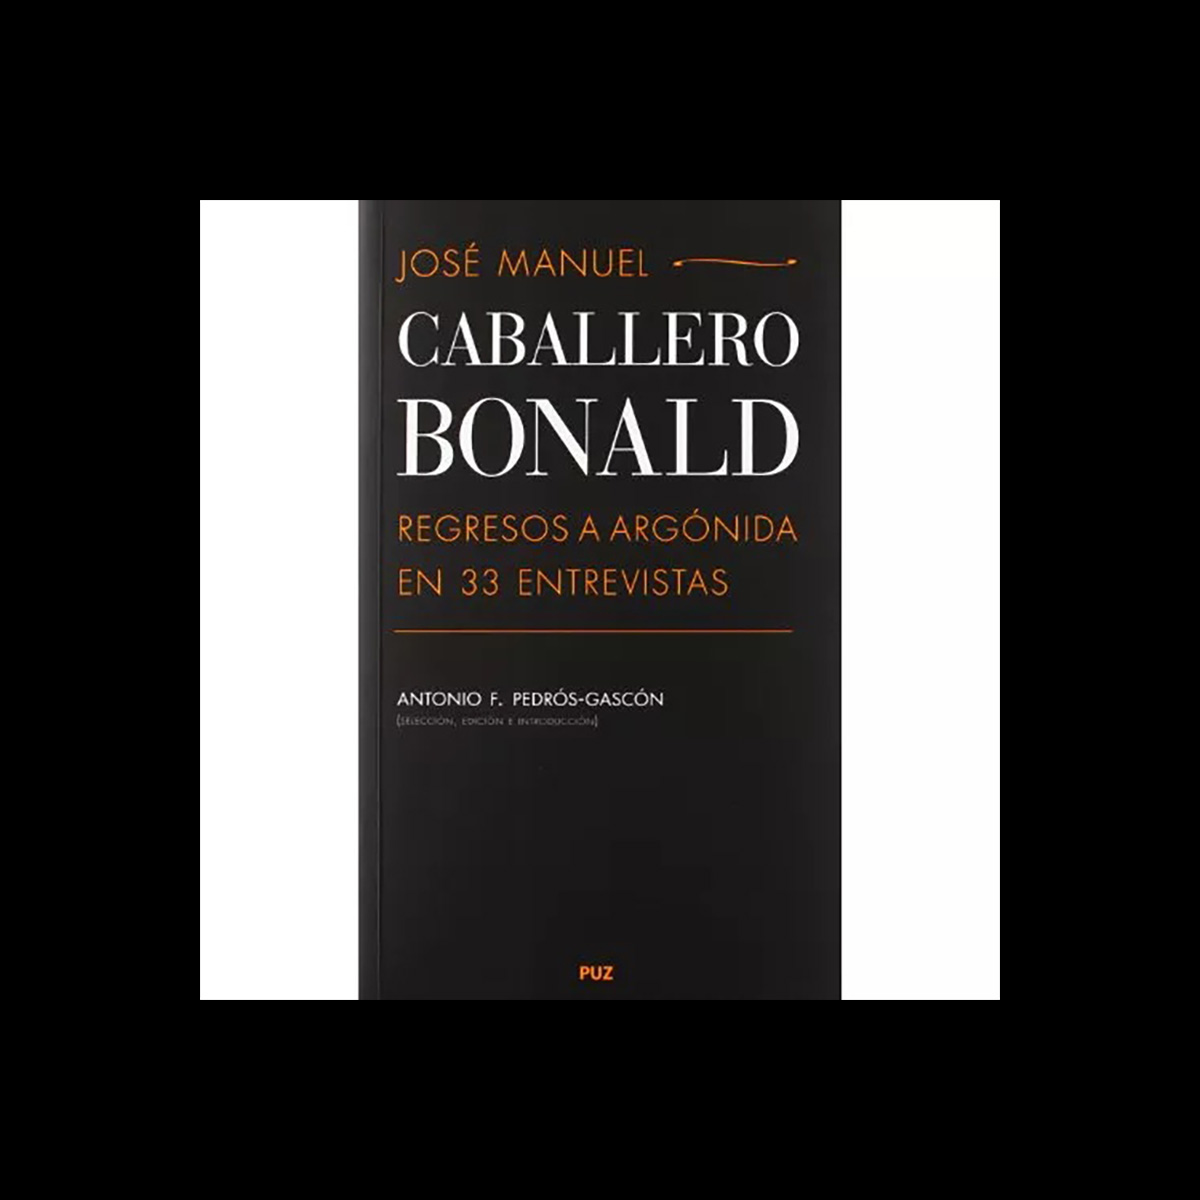 JOSÉ MANUEL
CABALLERO
BONALD
REGRESOS A ARGÓNIDA
EN 33 ENTREVISTAS
ANTONIO F. PEDRÓS-GASCÓN
(SELECCIÓN, EDICIÓN E INTRODUCCIÓN)
PUZ